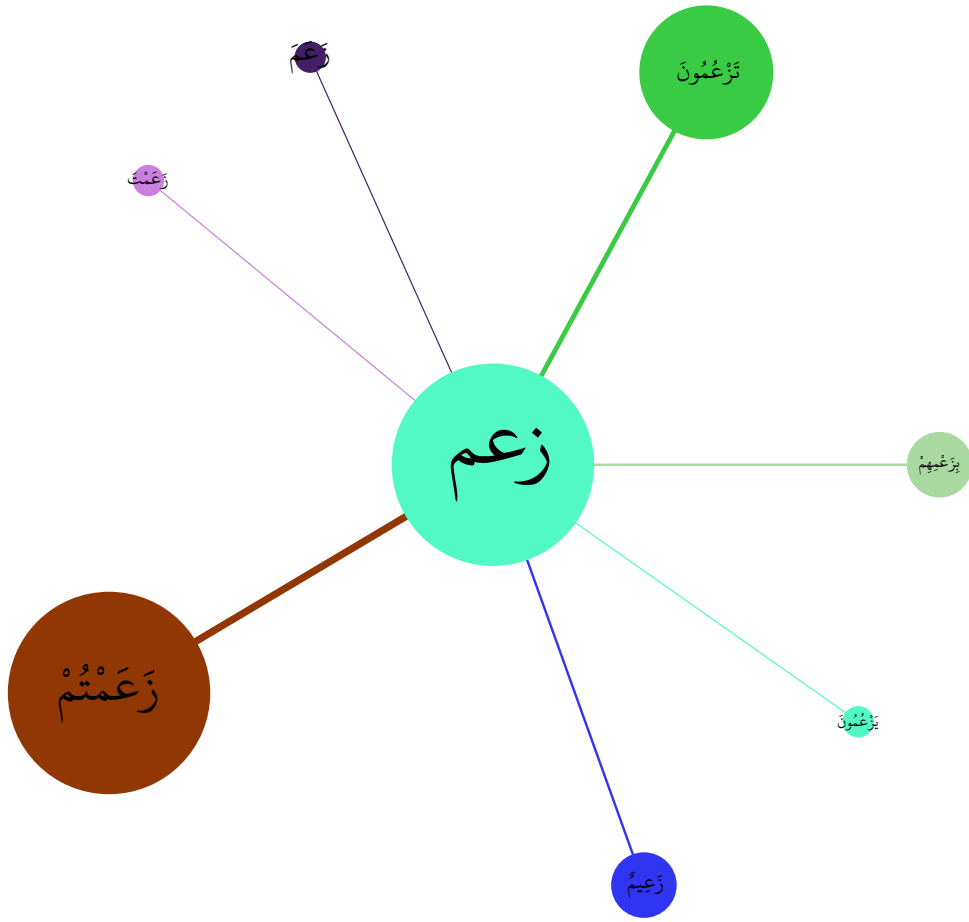 زَعَمَ
تَزْعُمُونَ
زَعَمْتَ
زعم
بِزَعْمِهِمْ
زَعَمْتُمْ
يَزْعُمُونَ
زَعِيمٌ